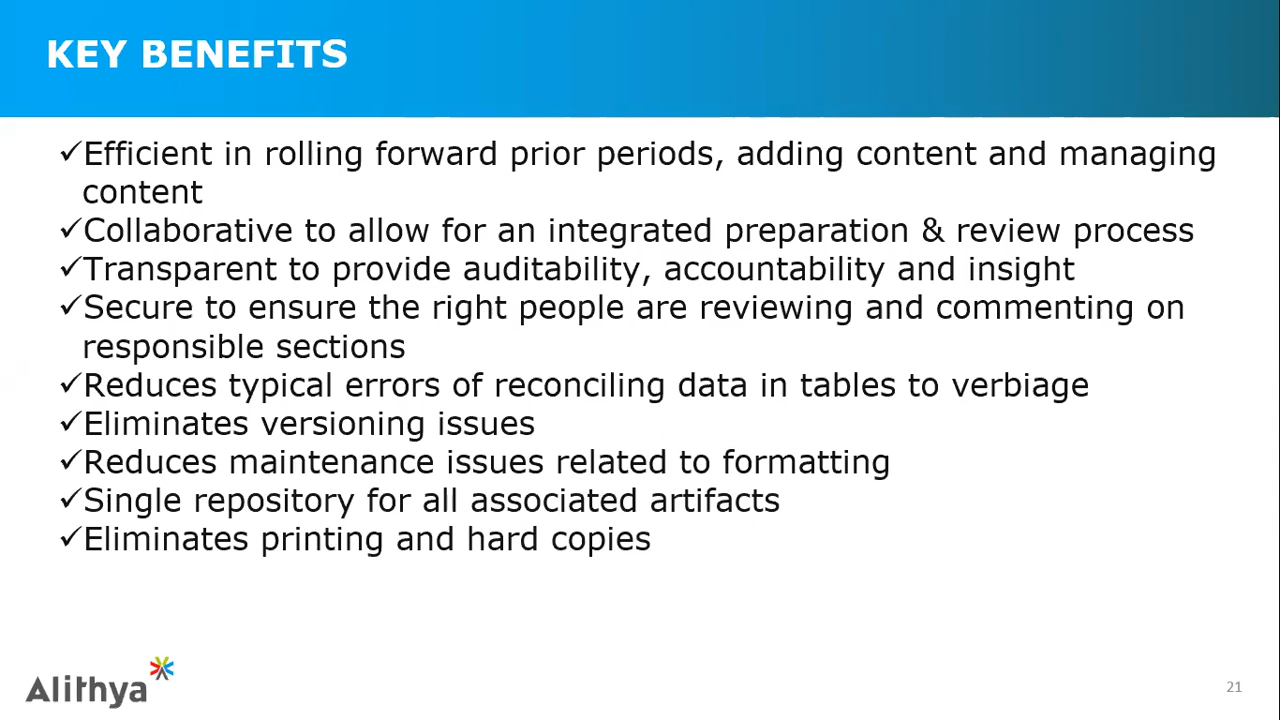 KEY BENEFITS
✓Efficient in rolling forward prior periods, adding content and managing
content
✓Collaborative to allow for an integrated preparation & review process
✓Transparent to provide auditability, accountability and insight
✓Secure to ensure the right people are reviewing and commenting on
responsible sections
✓Reduces typical errors of reconciling data in tables to verbiage
✓Eliminates versioning issues
✓Reduces maintenance issues related to formatting
✓Single repository for all associated artifacts
✓Eliminates printing and hard copies
Alithya
21